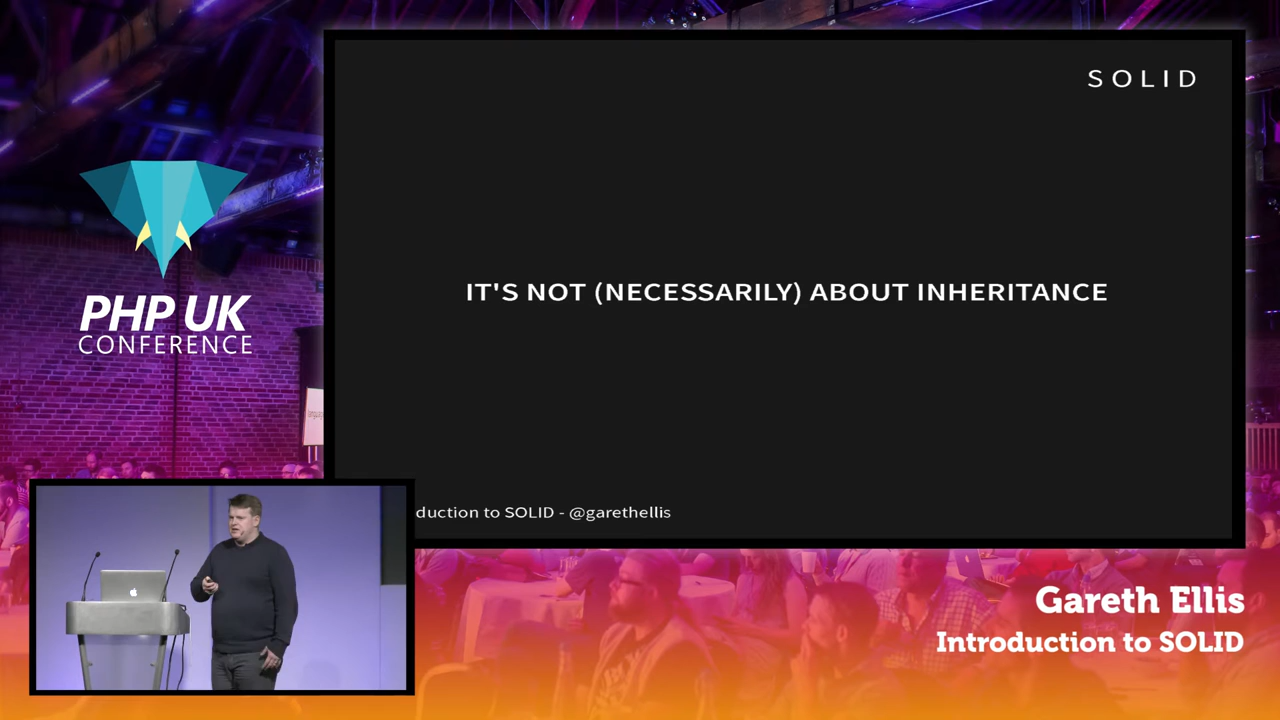 SOLID
IT'S NOT (NECESSARILY) ABOUT INHERITANCE
duction to SOLID - @garethellis
PHP UK
CONFERENCE
Gareth Ellis
Introduction to SOLID